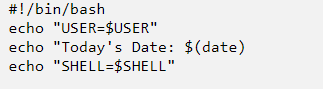 #!/bin/bash
echo "USER=$USER"
echo "Today's Date: $(date)
echo "SHELL=$SHELL"